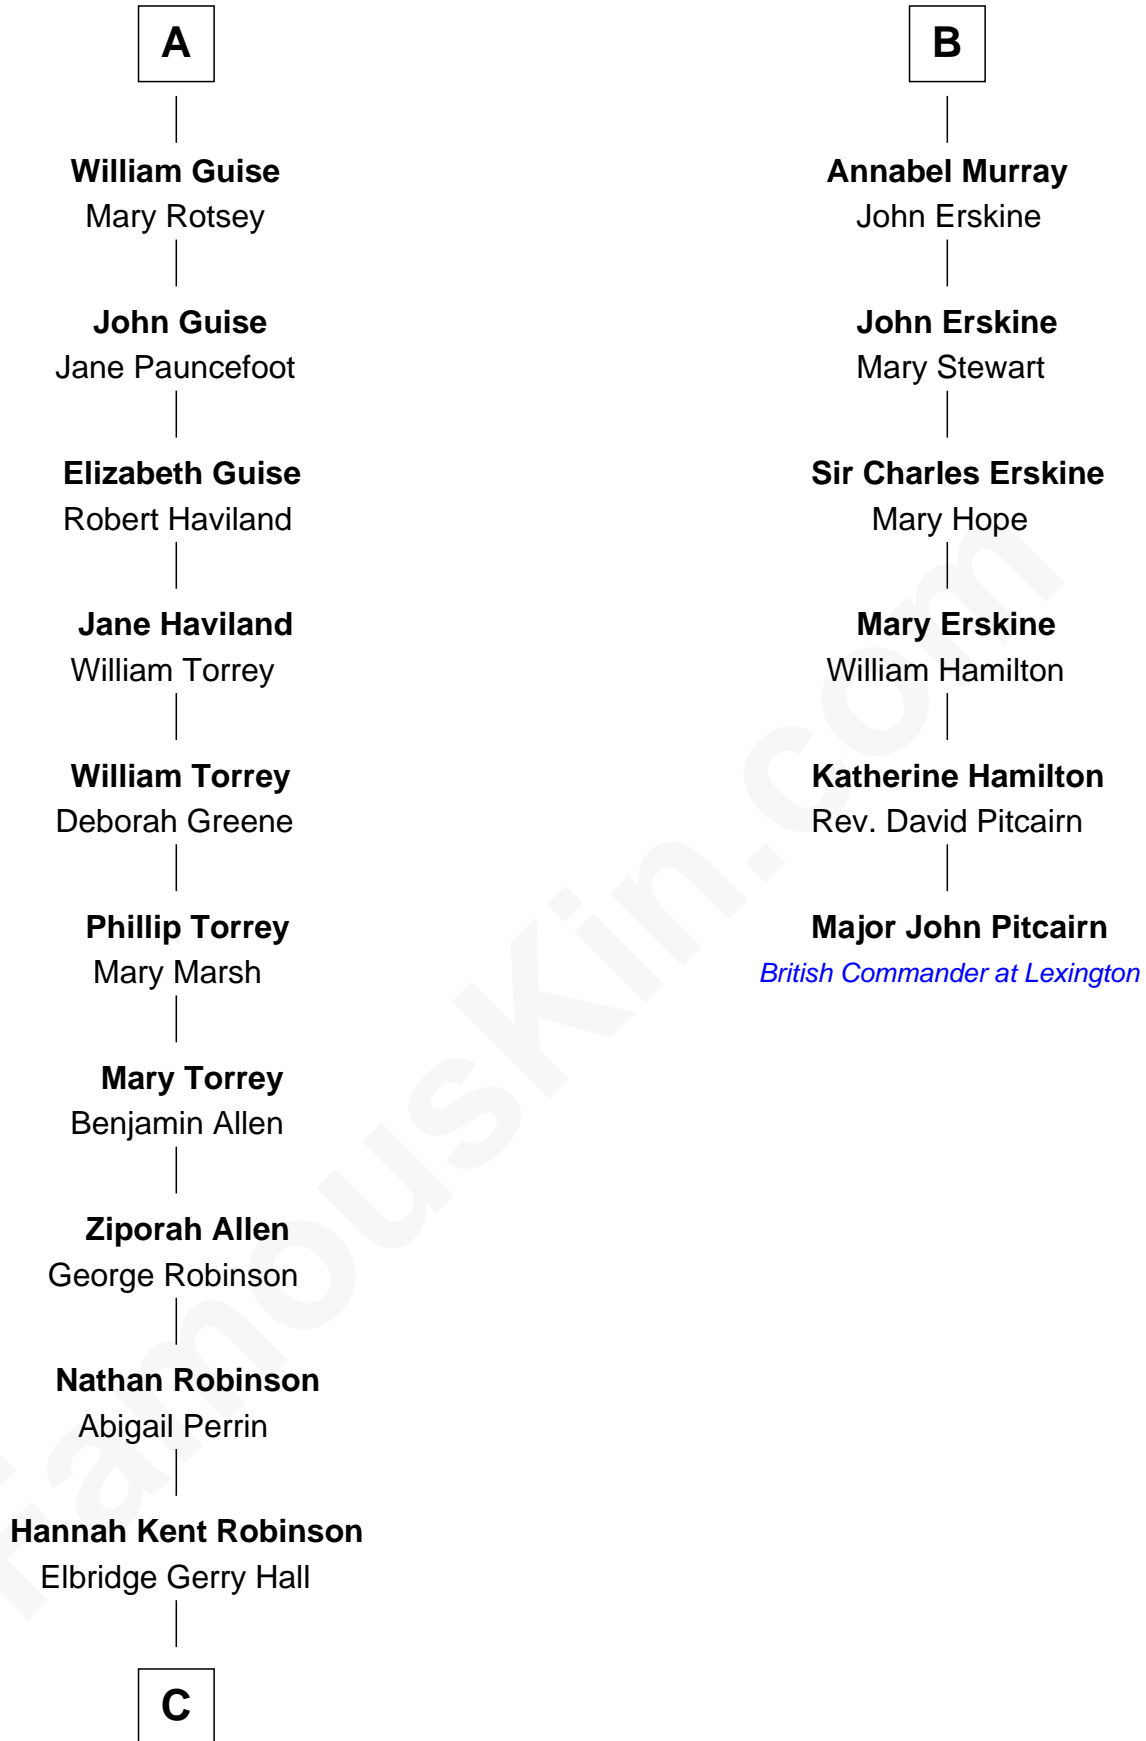 A
William Guise
Mary Rotsey
John Guise
Jane Pauncefoot
Elizabeth Guise
Robert Haviland
Jane Haviland
William Torrey
William Torrey
Deborah Greene
Phillip Torrey
Mary Marsh
Mary Torrey
Benjamin Allen
Ziporah Allen
George Robinson
Nathan Robinson
Abigail Perrin
Hannah Kent Robinson
Elbridge Gerry Hall
C
B
Annabel Murray
John Erskine
John Erskine
Mary Stewart
Sir Charles Erskine
Mary Hope
Mary Erskine
William Hamilton
Katherine Hamilton
Rev. David Pitcairn
Major John Pitcairn
British Commander at Lexington
FamousKin.com